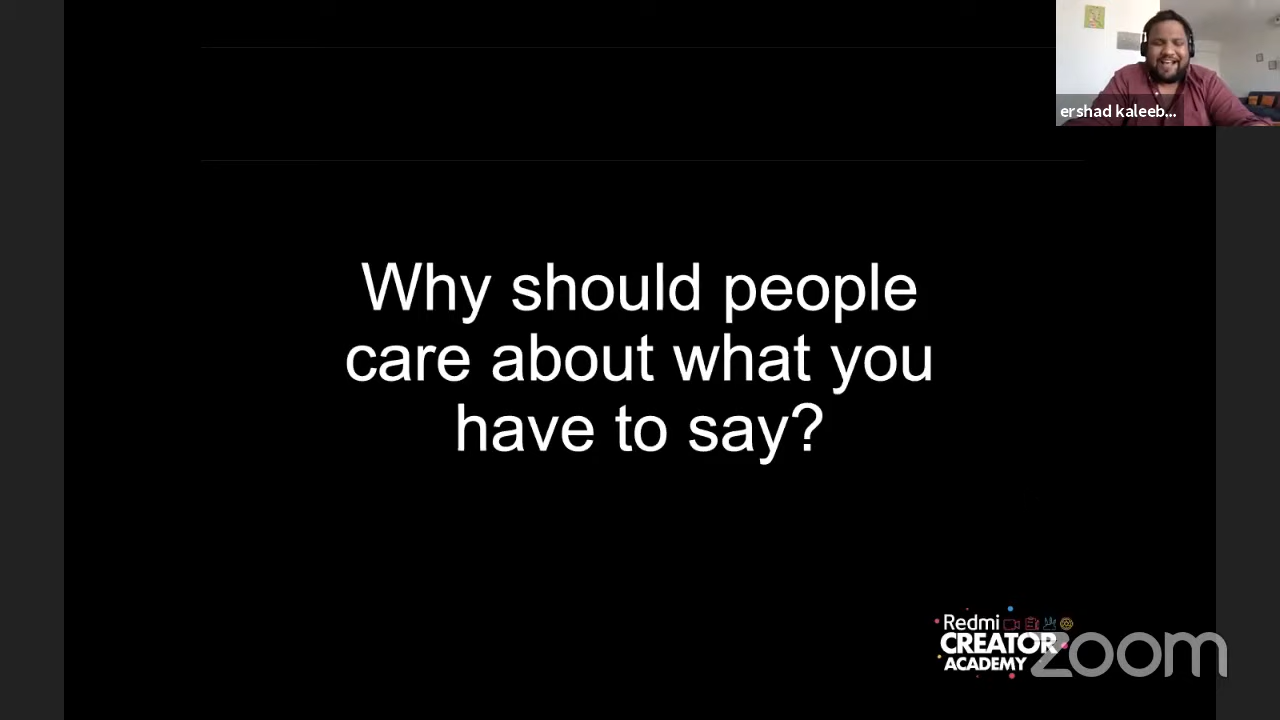 ershad kaleeb...
Why should people
care about what you
have to say?
Redmi
CREATOR
ACADEMY
zoom